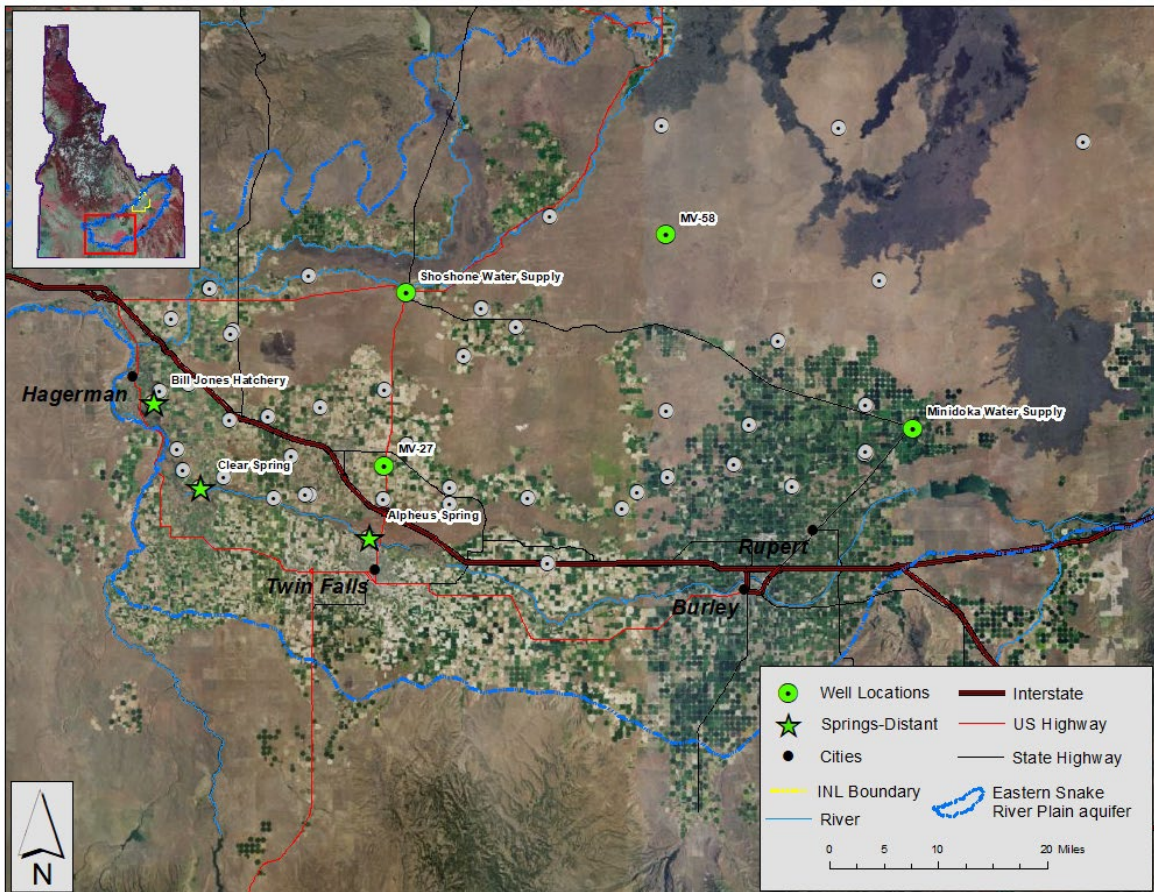 MV-58
Shoshone Water Supply
Bill Jones Hatchery
Hagerman
Minidoka Water Supply
MV-27
Clear Spring
Alpheus Spring
Rupert
Twin Falls
Burley
Well Locations
Interstate
Springs-Distant
US Highway
Cities
State Highway
INL Boundary
Eastern Snake
River Plain aquifer
River
0 5 10 20 Miles
N